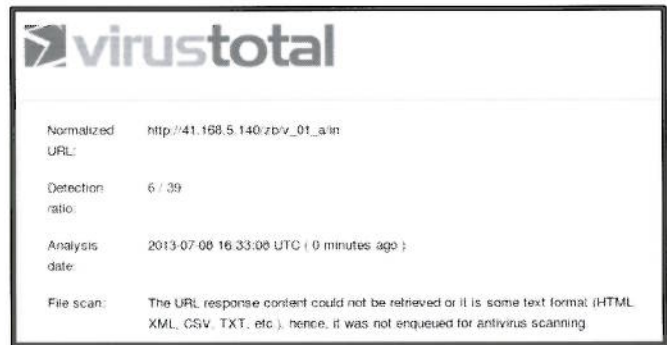 virustotal
Normalized http://41.168.5.140/zb/v_01_a/in
URL:
Detection 6 / 39
ratio:
Analysis 2013-07-08 16:33:08 UTC ( 0 minutes ago )
date:
File scan: The URL response content could not be retrieved or it is some text format (HTML,
XML, CSV, TXT, etc.), hence, it was not enqueued for antivirus scanning.